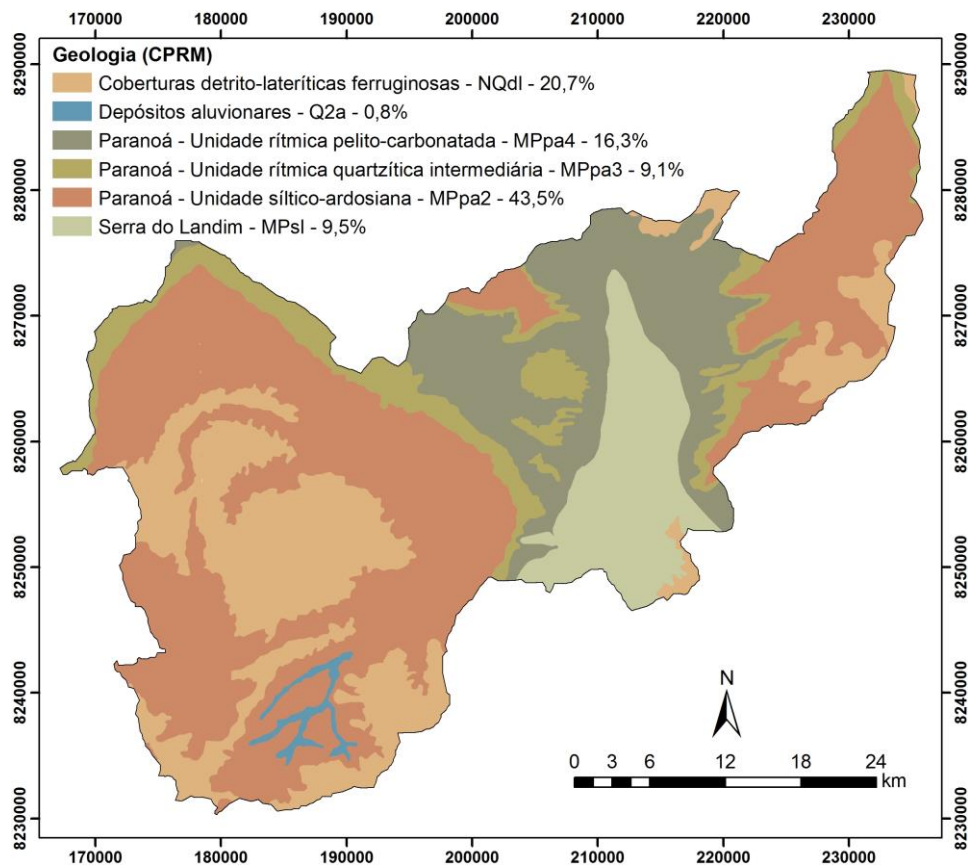 170000 180000 190000 200000 210000 220000 230000
Geologia (CPRM)
Coberturas detrito-lateríticas ferruginosas - NQdl - 20,7%
Depósitos aluvionares - Q2a - 0,8%
Paranoá - Unidade rítmica pelito-carbonatada - MPpa4 - 16,3%
Paranoá - Unidade rítmica quartzítica intermediária - MPpa3 - 9,1%
Paranoá - Unidade síltico-ardosiana - MPpa2 - 43,5%
Serra do Landim - MPsl - 9,5%
8290000 8290000
8280000 8280000
8270000 8270000
8260000 8260000
8250000 8250000
8240000 8240000
8230000 8230000
N
0 3 6 12 18 24
km
170000 180000 190000 200000 210000 220000 230000